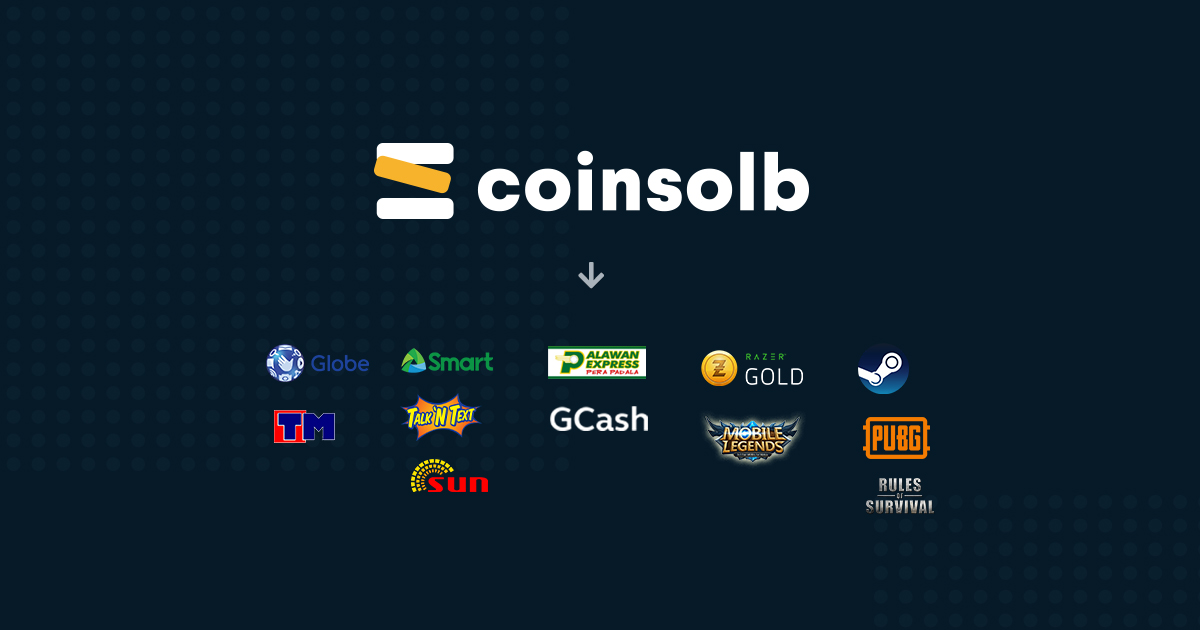 coinsolb
Globe
Smart
PALAWAN
EXPRESS
PERA PADALA
RAZER
GOLD
TM
TALK 'N TEXT
GCash
MOBILE
LEGENDS
PUBG
sun
RULES
OF
SURVIVAL